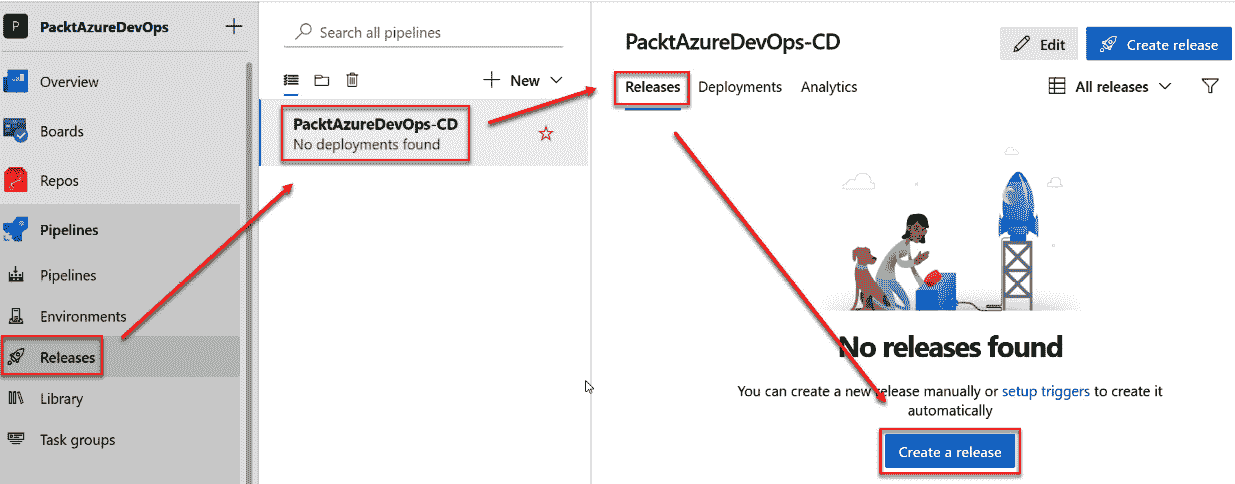 P PacktAzureDevOps +
Overview
Boards
Repos
Pipelines
Pipelines
Environments
Releases
Library
Task groups
Search all pipelines
New
PacktAzureDevOps-CD
No deployments found
PacktAzureDevOps-CD
Edit
Create release
Releases Deployments Analytics
All releases
No releases found
You can create a new release manually or setup triggers to create it
automatically
Create a release